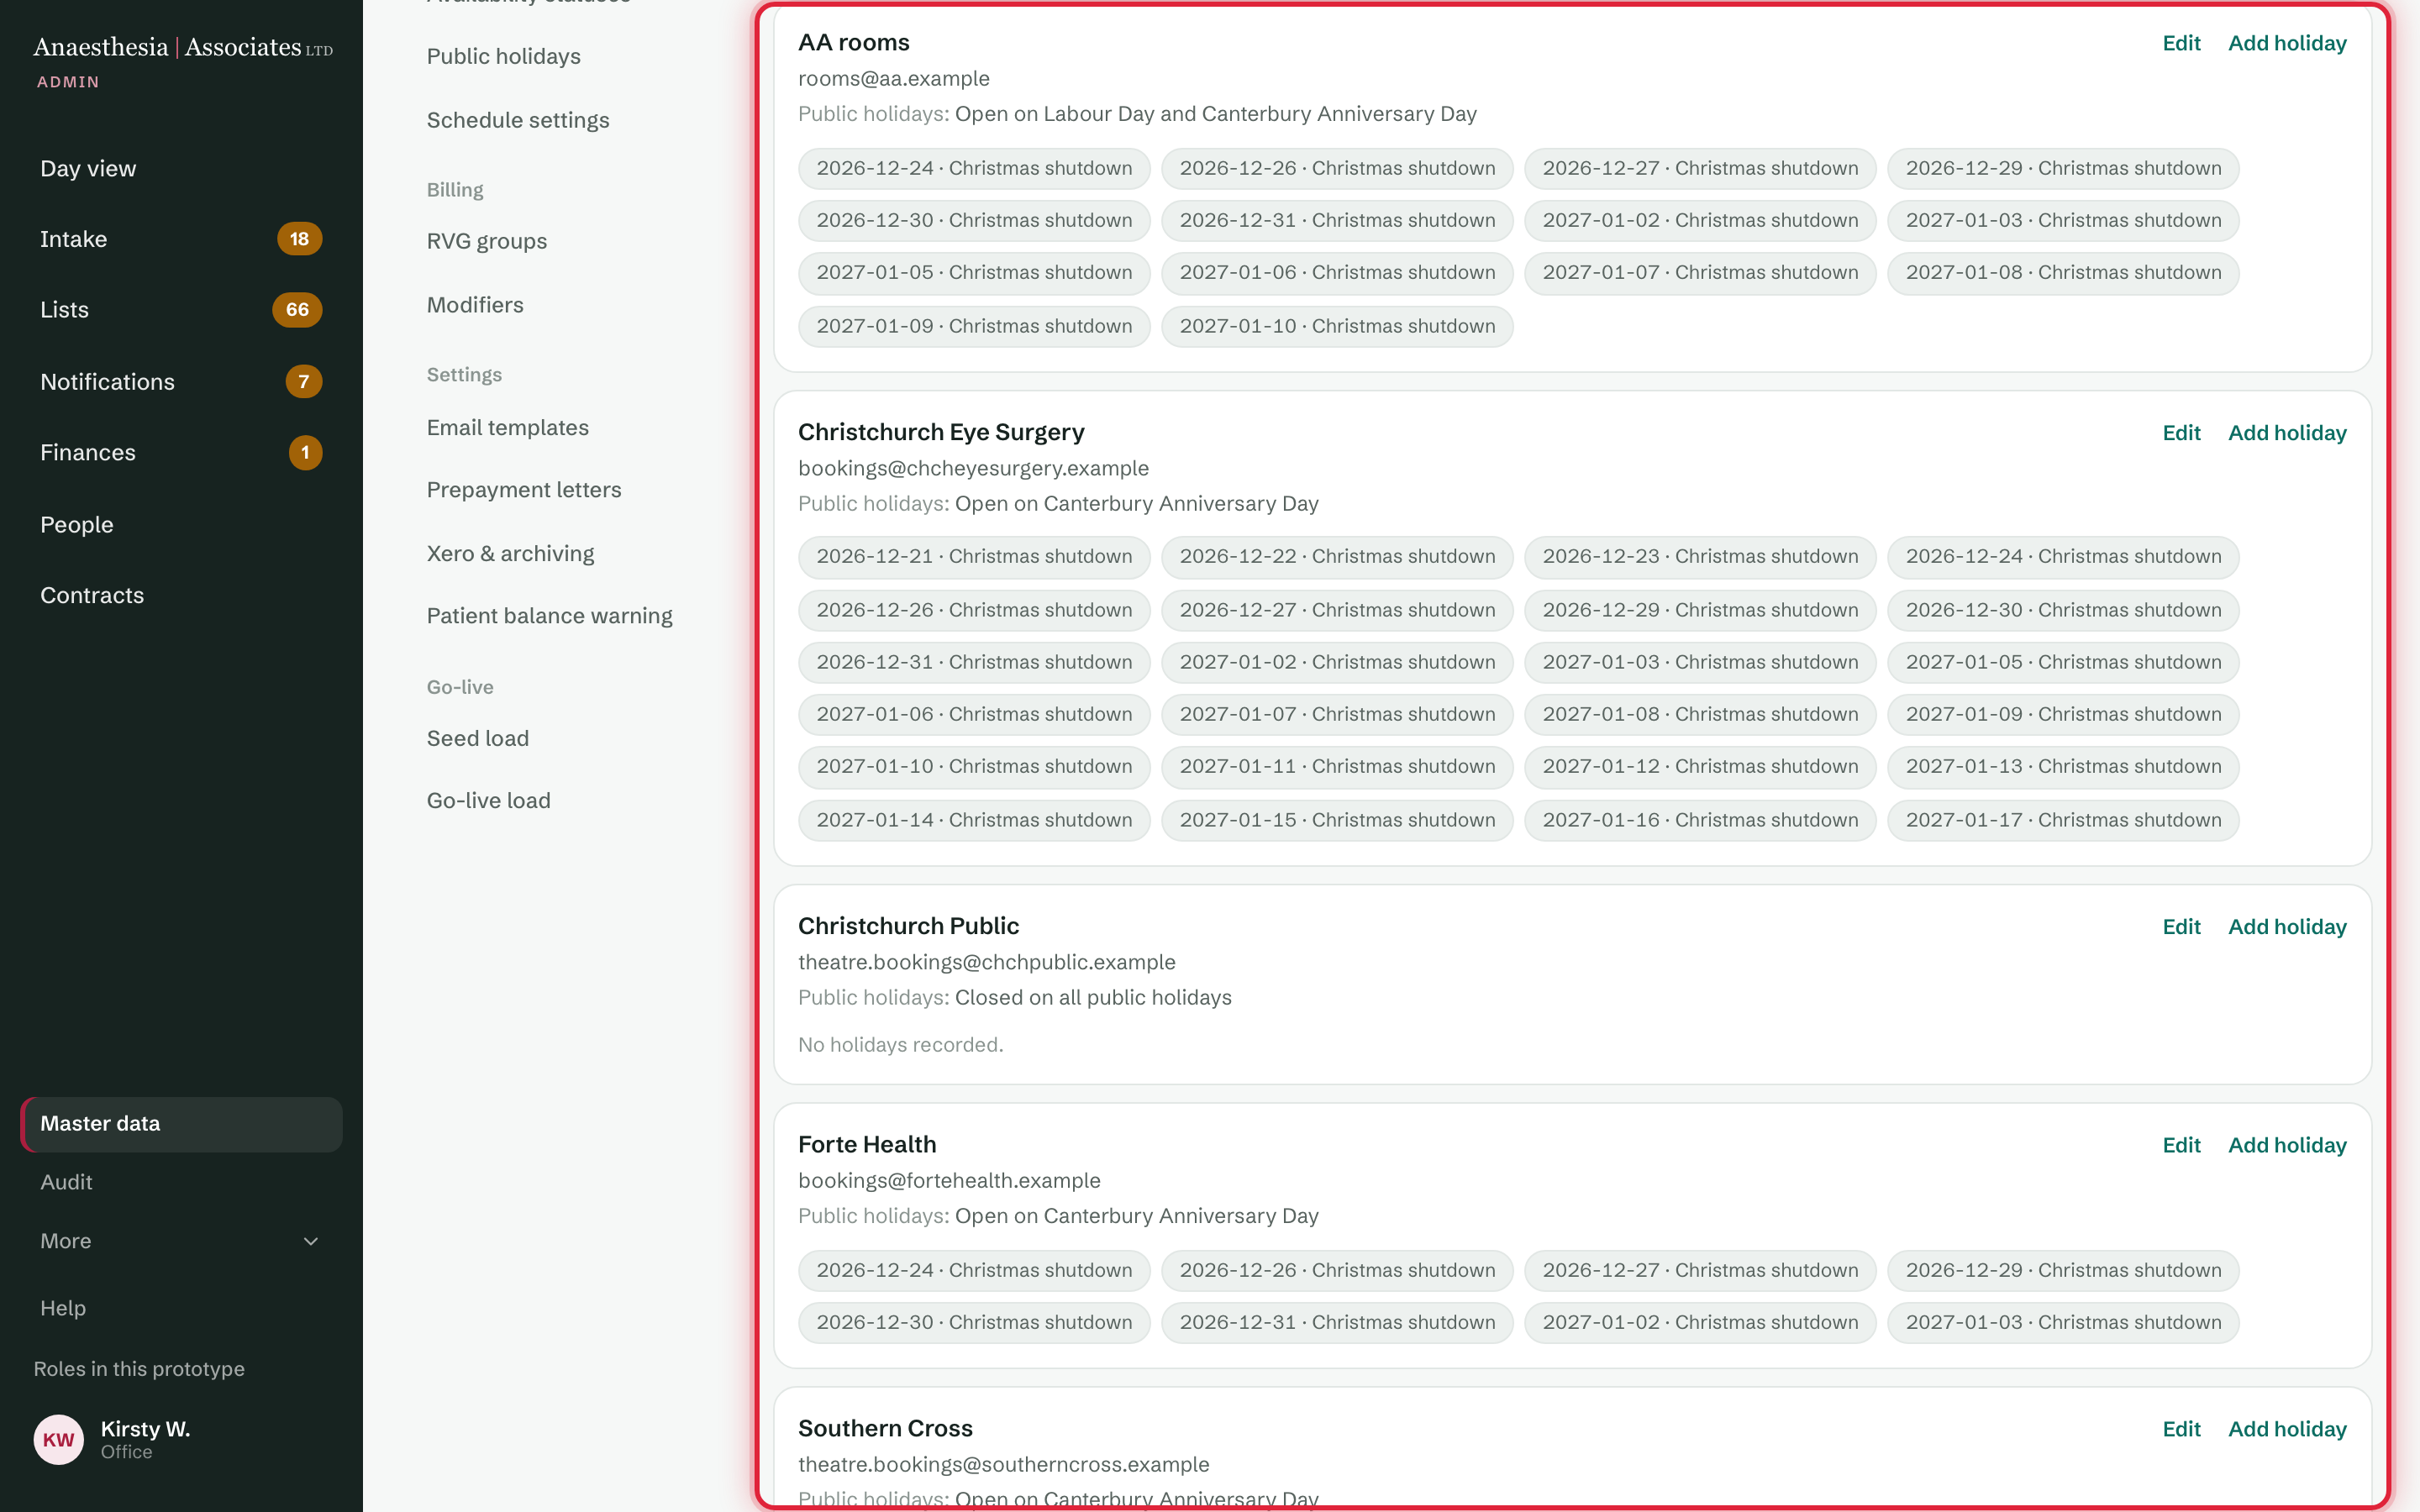 Anaesthesia | Associates LTD
ADMIN
Day view
Intake 18
Lists 66
Notifications 7
Finances 1
People
Contracts
Master data
Audit
More
Help
Roles in this prototype
KW Kirsty W.
Office
Availability statuses
Public holidays
Schedule settings
Billing
RVG groups
Modifiers
Settings
Email templates
Prepayment letters
Xero & archiving
Patient balance warning
Go-live
Seed load
Go-live load
AA rooms Edit Add holiday
rooms@aa.example
Public holidays: Open on Labour Day and Canterbury Anniversary Day
2026-12-24 · Christmas shutdown 2026-12-26 · Christmas shutdown 2026-12-27 · Christmas shutdown 2026-12-29 · Christmas shutdown
2026-12-30 · Christmas shutdown 2026-12-31 · Christmas shutdown 2027-01-02 · Christmas shutdown 2027-01-03 · Christmas shutdown
2027-01-05 · Christmas shutdown 2027-01-06 · Christmas shutdown 2027-01-07 · Christmas shutdown 2027-01-08 · Christmas shutdown
2027-01-09 · Christmas shutdown 2027-01-10 · Christmas shutdown
Christchurch Eye Surgery Edit Add holiday
bookings@chcheyesurgery.example
Public holidays: Open on Canterbury Anniversary Day
2026-12-21 · Christmas shutdown 2026-12-22 · Christmas shutdown 2026-12-23 · Christmas shutdown 2026-12-24 · Christmas shutdown
2026-12-26 · Christmas shutdown 2026-12-27 · Christmas shutdown 2026-12-29 · Christmas shutdown 2026-12-30 · Christmas shutdown
2026-12-31 · Christmas shutdown 2027-01-02 · Christmas shutdown 2027-01-03 · Christmas shutdown 2027-01-05 · Christmas shutdown
2027-01-06 · Christmas shutdown 2027-01-07 · Christmas shutdown 2027-01-08 · Christmas shutdown 2027-01-09 · Christmas shutdown
2027-01-10 · Christmas shutdown 2027-01-11 · Christmas shutdown 2027-01-12 · Christmas shutdown 2027-01-13 · Christmas shutdown
2027-01-14 · Christmas shutdown 2027-01-15 · Christmas shutdown 2027-01-16 · Christmas shutdown 2027-01-17 · Christmas shutdown
Christchurch Public Edit Add holiday
theatre.bookings@chchpublic.example
Public holidays: Closed on all public holidays
No holidays recorded.
Forte Health Edit Add holiday
bookings@fortehealth.example
Public holidays: Open on Canterbury Anniversary Day
2026-12-24 · Christmas shutdown 2026-12-26 · Christmas shutdown 2026-12-27 · Christmas shutdown 2026-12-29 · Christmas shutdown
2026-12-30 · Christmas shutdown 2026-12-31 · Christmas shutdown 2027-01-02 · Christmas shutdown 2027-01-03 · Christmas shutdown
Southern Cross Edit Add holiday
theatre.bookings@southerncross.example
Public holidays: Open on Canterbury Anniversary Day